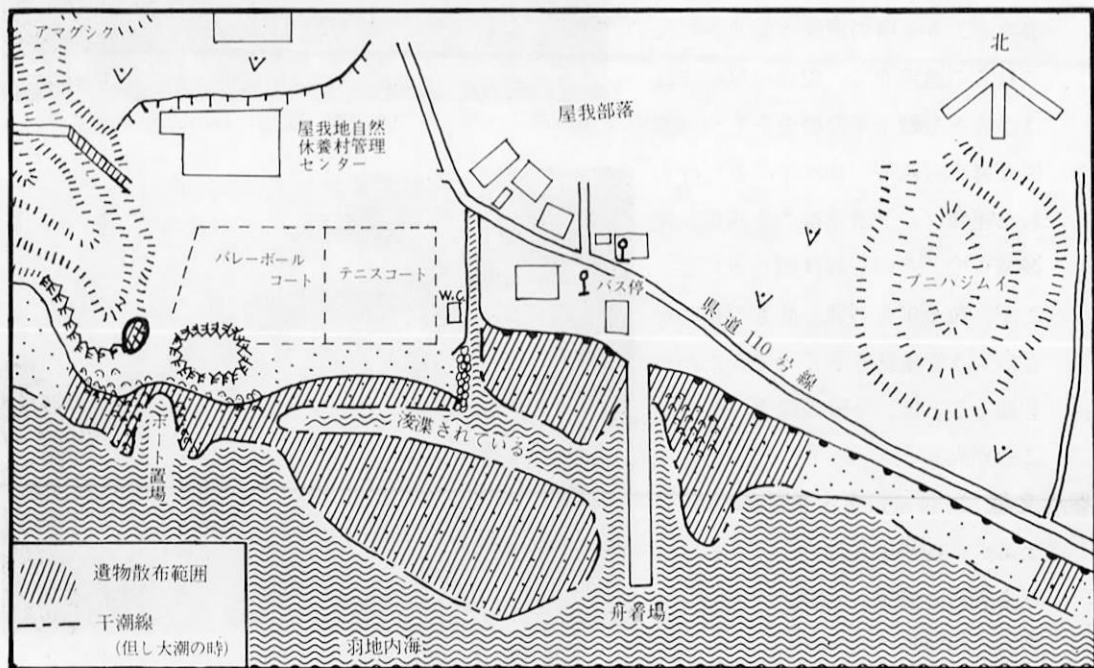 アマグシク
北
屋我部落
屋我地自然
休養村管理
センター
バレーボール
コート
テニスコート
W.C.
バス停
プニハジムイ
県道110号線
浚渫されている
ボート置場
舟着場
遺物散布範囲
干潮線
(但し大潮の時)
羽地内海